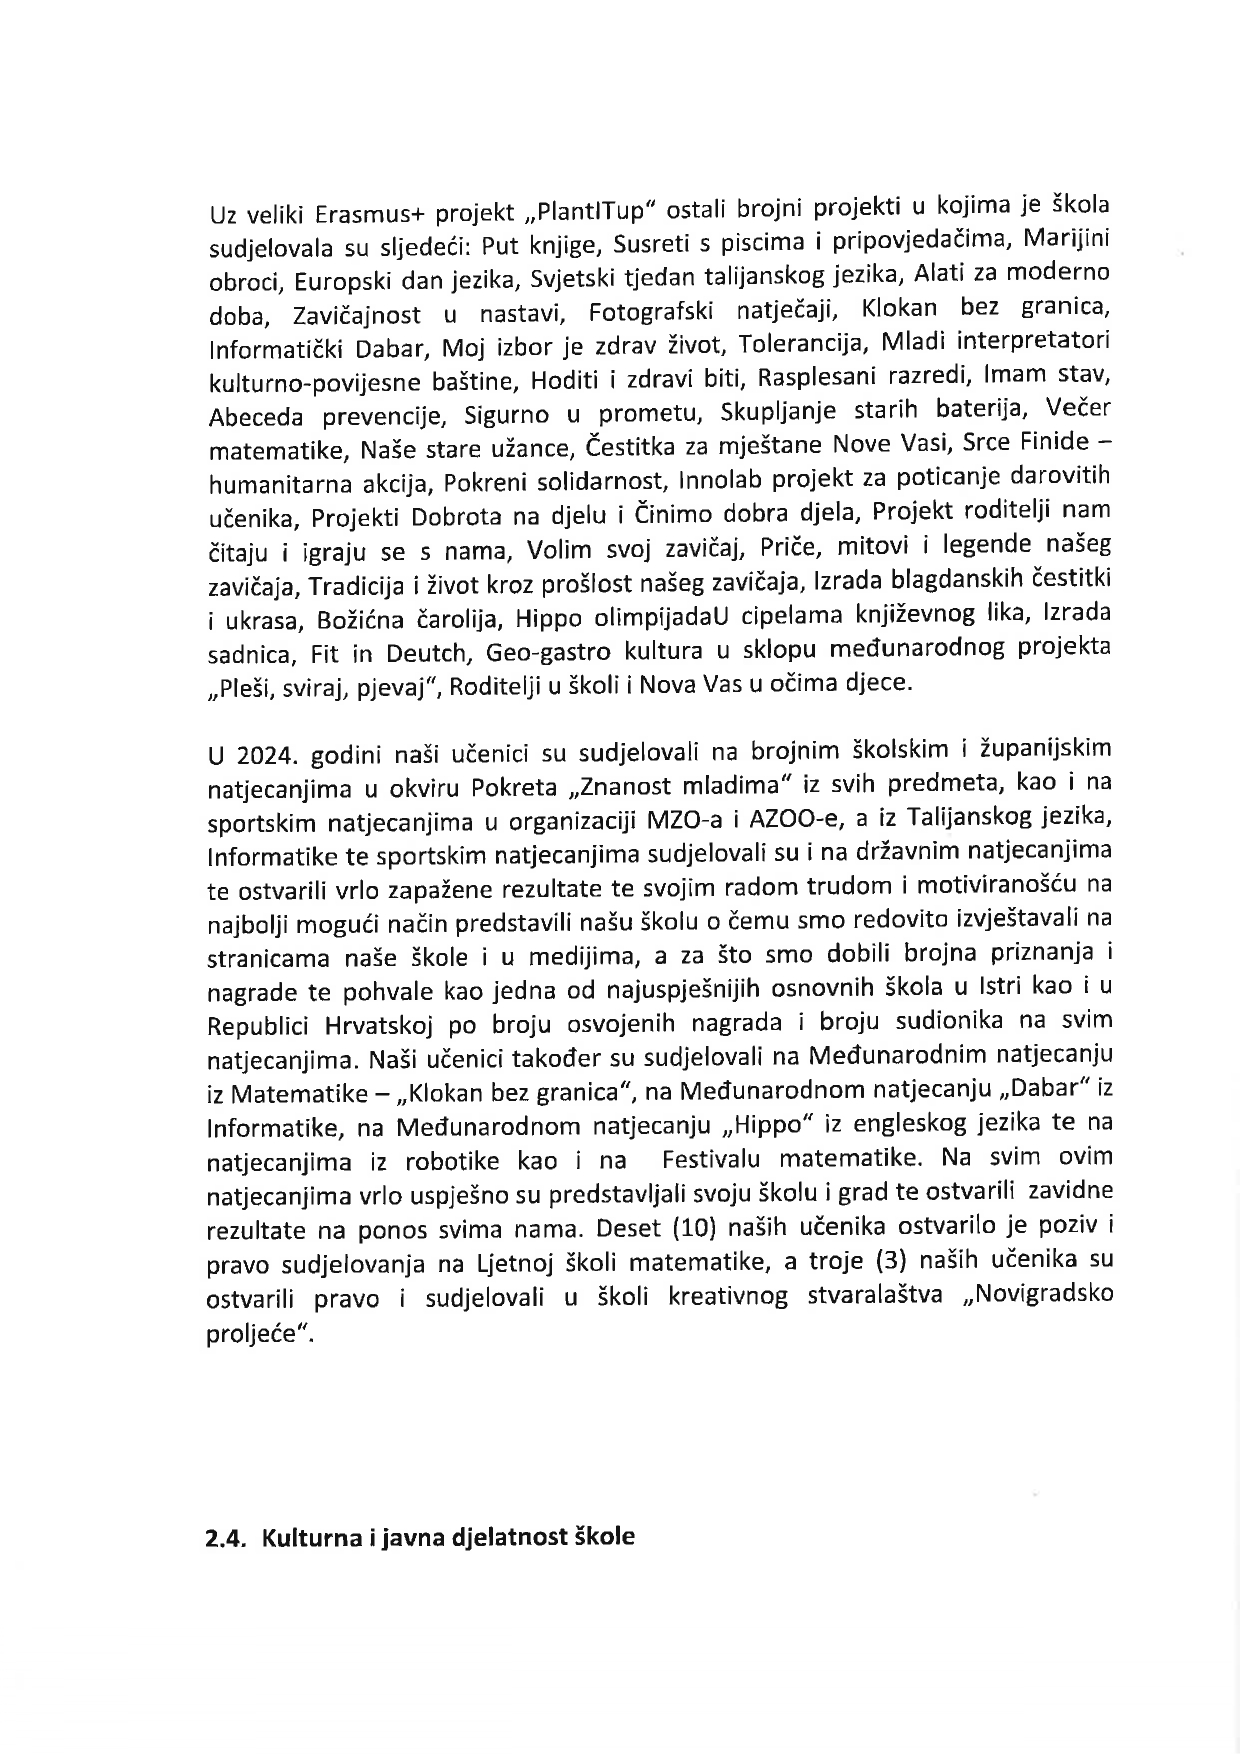 Uz veliki Erasmus+ projekt „PlantITup“ ostali brojni projekti u kojima je škola
sudjelovala su sljedeći: Put knjige, Susreti s piscima i pripovjedačima, Marijini
obroci, Europski dan jezika, Svjetski tjedan talijanskog jezika, Alati za moderno
doba, Zavičajnost u nastavi, Fotografski natječaji, Klokan bez granica,
Informatički Dabar, Moj izbor je zdrav život, Tolerancija, Mladi interpretatori
kulturno-povijesne baštine, Hoditi i zdravi biti, Rasplesani razredi, Imam stav,
Abeceda prevencije, Sigurno u prometu, Skupljanje starih baterija, Večer
matematike, Naše stare užance, Čestitka za mještane Nove Vasi, Srce Finide –
humanitarna akcija, Pokreni solidarnost, Innolab projekt za poticanje darovitih
učenika, Projekti Dobrota na djelu i Činimo dobra djela, Projekt roditelji nam
čitaju i igraju se s nama, Volim svoj zavičaj, Priče, mitovi i legende našeg
zavičaja, Tradicija i život kroz prošlost našeg zavičaja, Izrada blagdanskih čestitki
i ukrasa, Božićna čarolija, Hippo olimpijadaU cipelama književnog lika, Izrada
sadnica, Fit in Deutch, Geo-gastro kultura u sklopu međunarodnog projekta
„Pleši, sviraj, pjevaj“, Roditelji u školi i Nova Vas u očima djece.
U 2024. godini naši učenici su sudjelovali na brojnim školskim i županijskim
natjecanjima u okviru Pokreta „Znanost mladima“ iz svih predmeta, kao i na
sportskim natjecanjima u organizaciji MZO-a i AZOO-e, a iz Talijanskog jezika,
Informatike te sportskim natjecanjima sudjelovali su i na državnim natjecanjima
te ostvarili vrlo zapažene rezultate te svojim radom trudom i motiviranošću na
najbolji mogući način predstavili našu školu o čemu smo redovito izvještavali na
stranicama naše škole i u medijima, a za što smo dobili brojna priznanja i
nagrade te pohvale kao jedna od najuspješnijih osnovnih škola u Istri kao i u
Republici Hrvatskoj po broju osvojenih nagrada i broju sudionika na svim
natjecanjima. Naši učenici također su sudjelovali na Međunarodnim natjecanju
iz Matematike – „Klokan bez granica“, na Međunarodnom natjecanju „Dabar“ iz
Informatike, na Međunarodnom natjecanju „Hippo“ iz engleskog jezika te na
natjecanjima iz robotike kao i na Festivalu matematike. Na svim ovim
natjecanjima vrlo uspješno su predstavljali svoju školu i grad te ostvarili zavidne
rezultate na ponos svima nama. Deset (10) naših učenika ostvarilo je poziv i
pravo sudjelovanja na Ljetnoj školi matematike, a troje (3) naših učenika su
ostvarili pravo i sudjelovali u školi kreativnog stvaralaštva „Novigradsko
proljeće“.
2.4. Kulturna i javna djelatnost škole